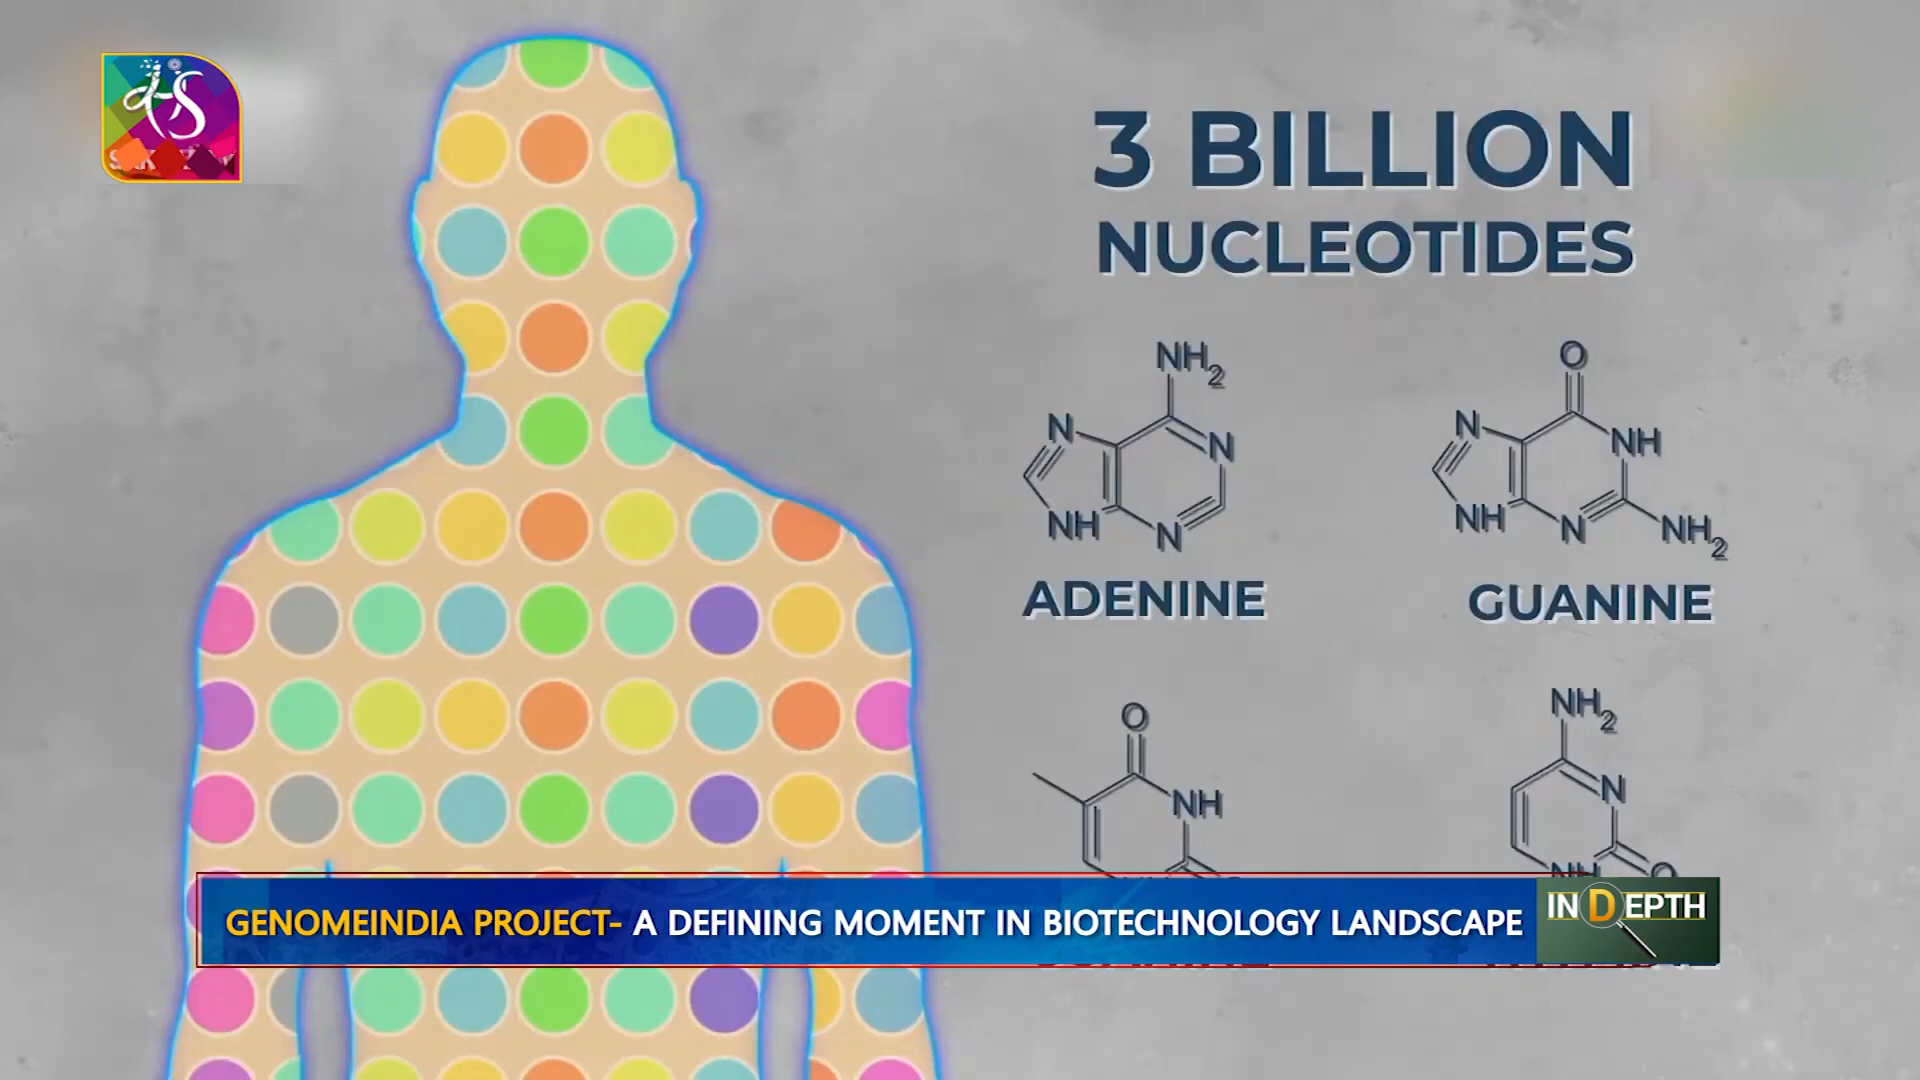 3 BILLION
NUCLEOTIDES
NH2
N
N
NH
N
ADENINE
O
N
NH
NH
N
NH2
GUANINE
O
NH
NH2
N
NH
O
GENOMEINDIA PROJECT- A DEFINING MOMENT IN BIOTECHNOLOGY LANDSCAPE
IN DEPTH